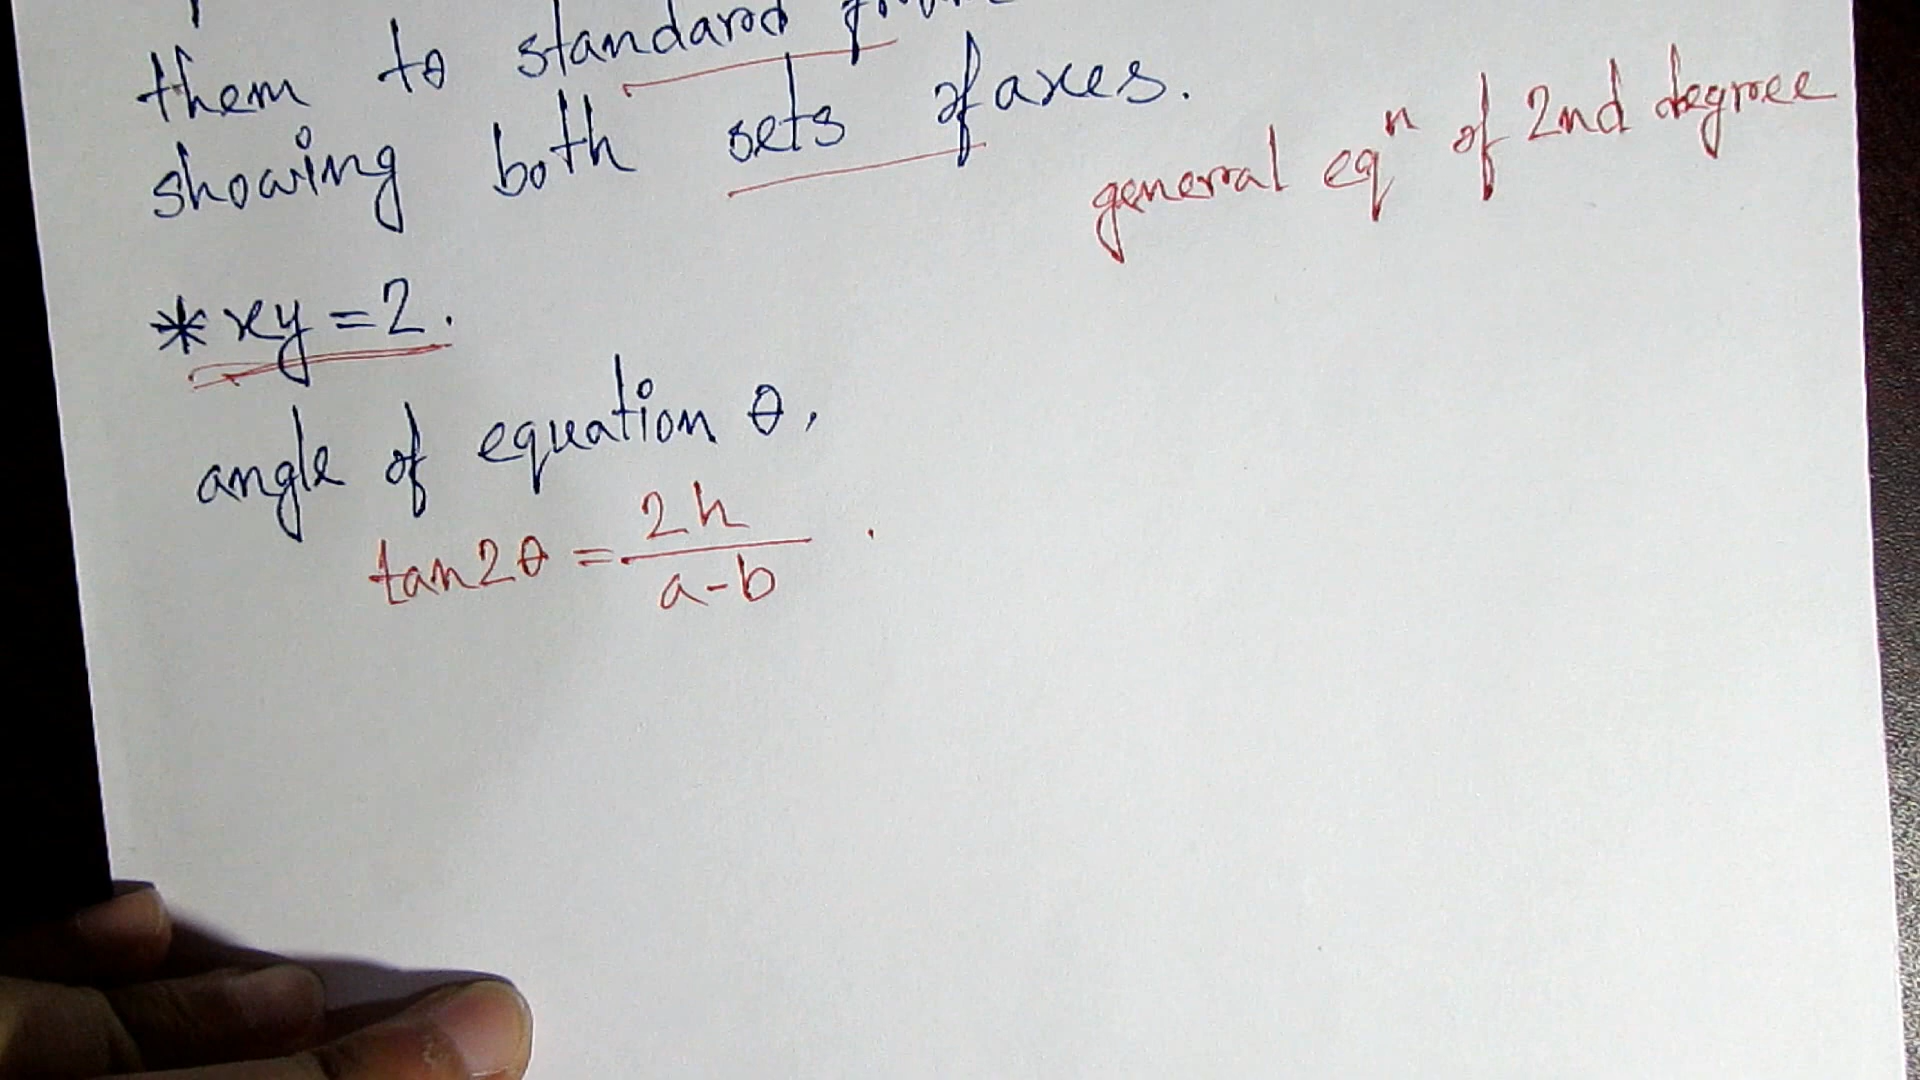 them to standard
showing both sets of axes.
general eqⁿ of 2nd degree
* xy = 2.
angle of equation θ,
tan2θ = 2h / a-b .